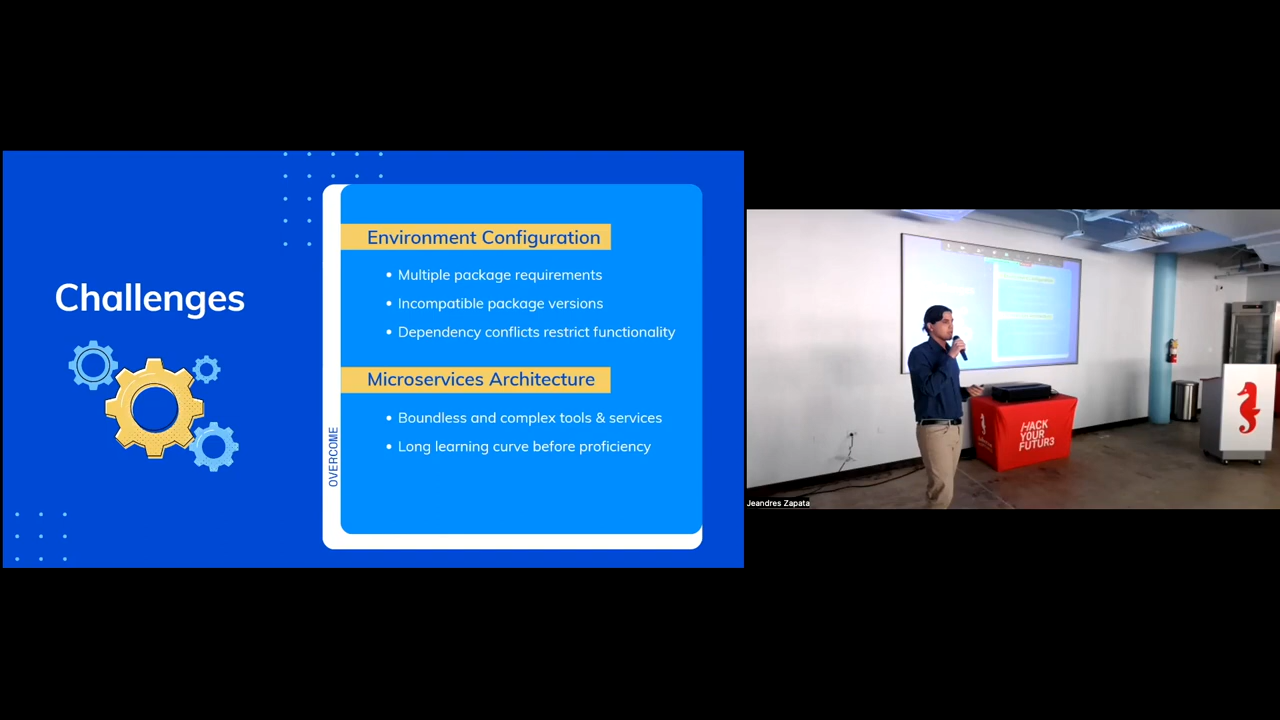 Challenges
OVERCOME
Environment Configuration
• Multiple package requirements
• Incompatible package versions
• Dependency conflicts restrict functionality
Microservices Architecture
• Boundless and complex tools & services
• Long learning curve before proficiency
HACK
YOUR
FUTUR3
Jeandres Zapata